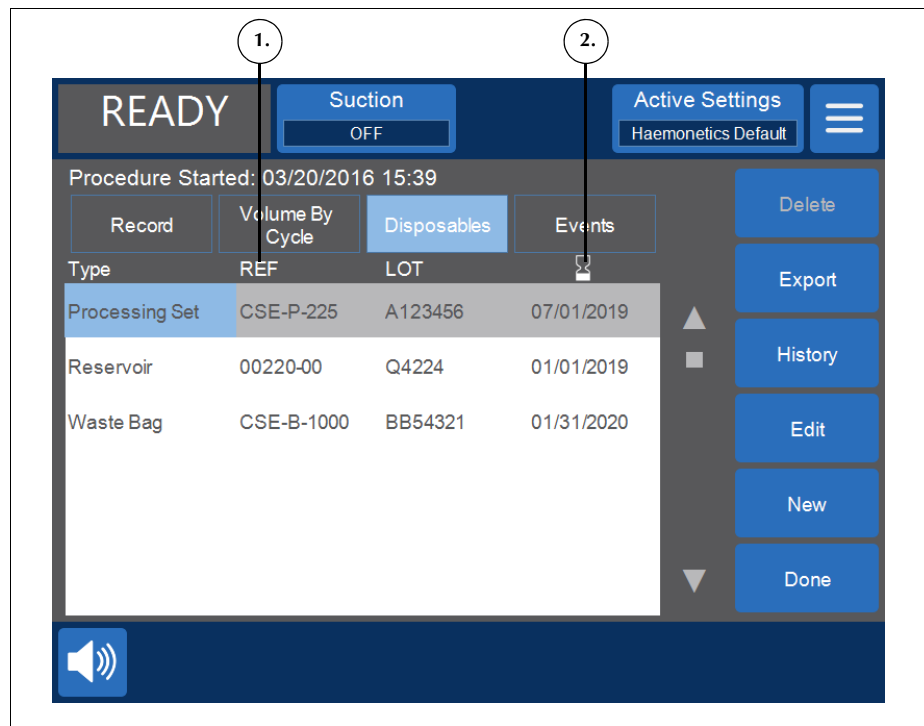 1. 2.
READY
Suction
OFF
Active Settings
Haemonetics Default
Procedure Started: 03/20/2016 15:39
Record
Volume By
Cycle
Disposables
Events
Type REF LOT
Processing Set CSE-P-225 A123456 07/01/2019
Reservoir 00220-00 Q4224 01/01/2019
Waste Bag CSE-B-1000 BB54321 01/31/2020
Delete
Export
History
Edit
New
Done